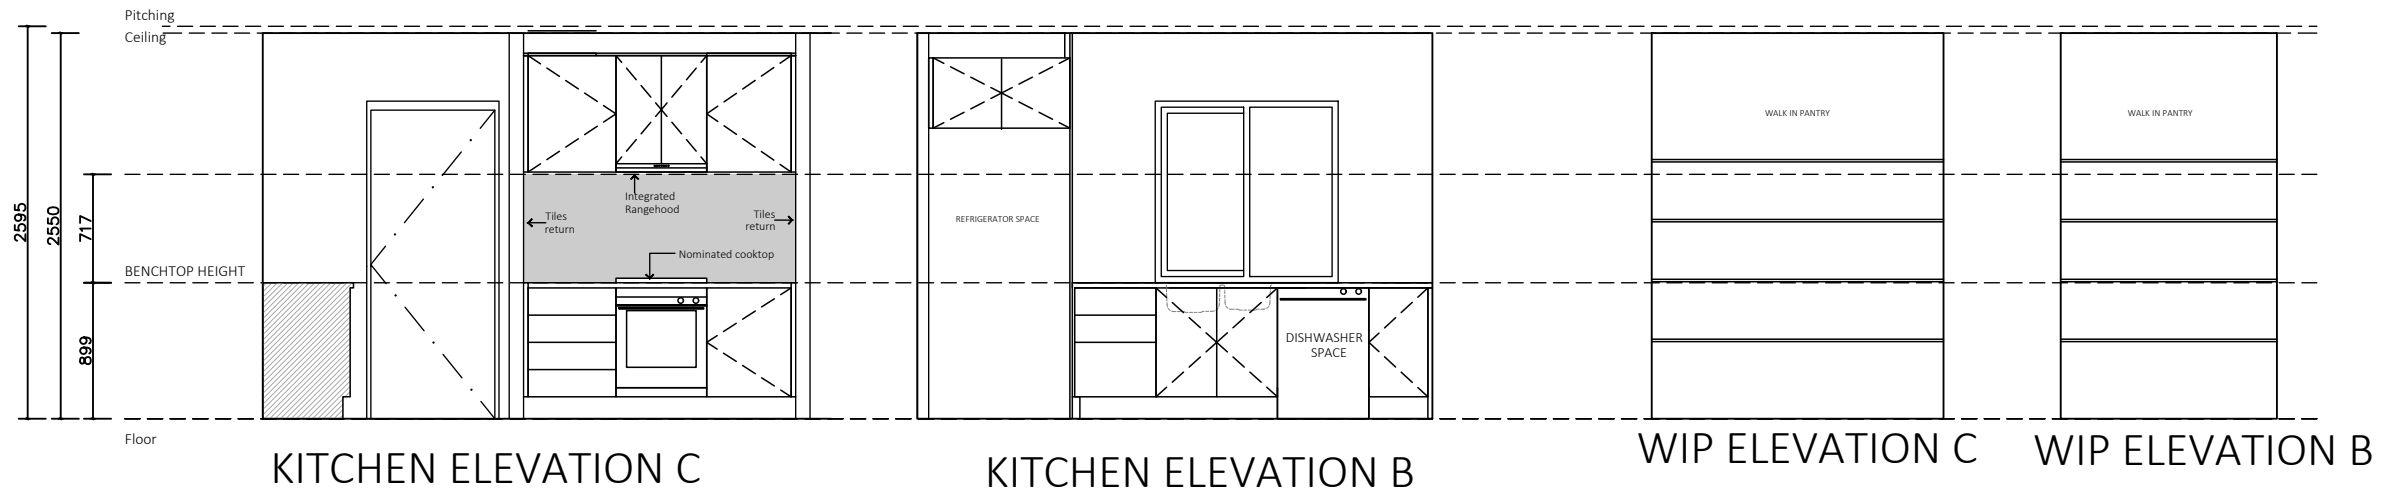 Pitching
Ceiling
2595
2550
717
899
BENCHTOP HEIGHT
Floor
Integrated
Rangehood
Tiles
return
Tiles
return
Nominated cooktop
KITCHEN ELEVATION C
REFRIGERATOR SPACE
DISHWASHER
SPACE
KITCHEN ELEVATION B
WALK IN PANTRY
WIP ELEVATION C
WALK IN PANTRY
WIP ELEVATION B